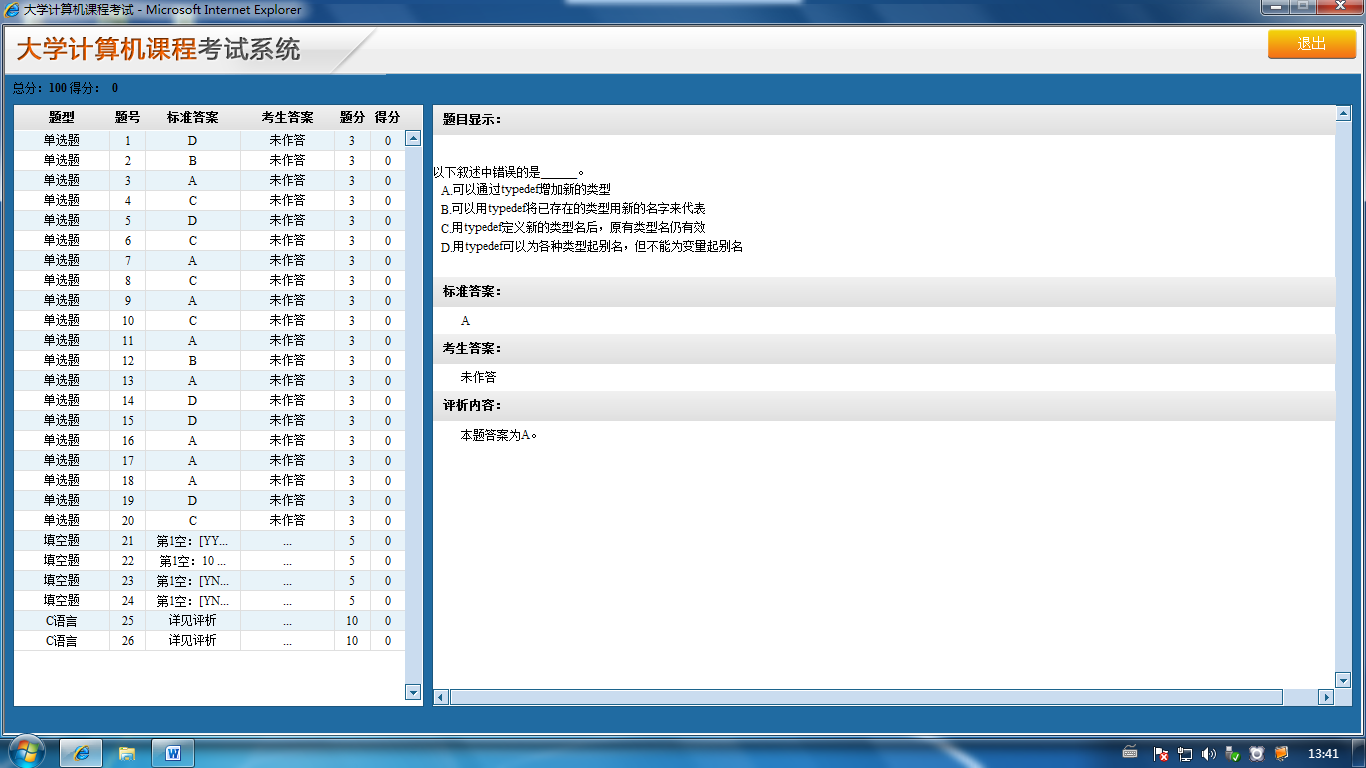 大学计算机课程考试 - Microsoft Internet Explorer
大学计算机课程考试系统
退出
总分：100 得分： 0
题型 题号 标准答案 考生答案 题分 得分
单选题 1 D 未作答 3 0
单选题 2 B 未作答 3 0
单选题 3 A 未作答 3 0
单选题 4 C 未作答 3 0
单选题 5 D 未作答 3 0
单选题 6 C 未作答 3 0
单选题 7 A 未作答 3 0
单选题 8 C 未作答 3 0
单选题 9 A 未作答 3 0
单选题 10 C 未作答 3 0
单选题 11 A 未作答 3 0
单选题 12 B 未作答 3 0
单选题 13 A 未作答 3 0
单选题 14 D 未作答 3 0
单选题 15 D 未作答 3 0
单选题 16 A 未作答 3 0
单选题 17 A 未作答 3 0
单选题 18 A 未作答 3 0
单选题 19 D 未作答 3 0
单选题 20 C 未作答 3 0
填空题 21 第1空：[YY... ... 5 0
填空题 22 第1空：10 ... ... 5 0
填空题 23 第1空：[YN... ... 5 0
填空题 24 第1空：[YN... ... 5 0
C语言 25 详见评析 ... 10 0
C语言 26 详见评析 ... 10 0
题目显示：
以下叙述中错误的是______。
A.可以通过typedef增加新的类型
B.可以用typedef将已存在的类型用新的名字来代表
C.用typedef定义新的类型名后，原有类型名仍有效
D.用typedef可以为各种类型起别名，但不能为变量起别名
标准答案：
A
考生答案：
未作答
评析内容：
本题答案为A。
13:41